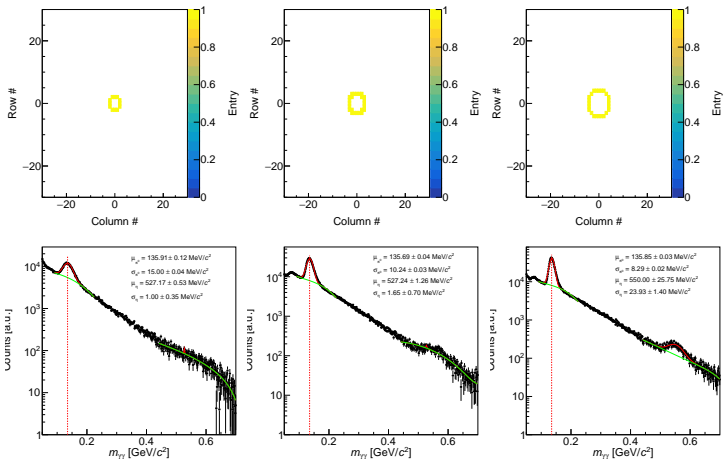 Row #
20
0
−20
−20 0 20
Column #
1
0.8
0.6
0.4
0.2
0
Entry
Row #
20
0
−20
−20 0 20
Column #
1
0.8
0.6
0.4
0.2
0
Entry
Row #
20
0
−20
−20 0 20
Column #
1
0.8
0.6
0.4
0.2
0
Entry
Counts [a.u.]
10⁴
10³
10²
10
1
μπ⁰ = 135.91 ± 0.12 MeV/c²
σπ⁰ = 15.00 ± 0.04 MeV/c²
μη = 527.17 ± 0.53 MeV/c²
ση = 1.00 ± 0.35 MeV/c²
0.2 0.4 0.6
mγγ [GeV/c²]
Counts [a.u.]
10⁴
10³
10²
10
1
μπ⁰ = 135.69 ± 0.04 MeV/c²
σπ⁰ = 10.24 ± 0.03 MeV/c²
μη = 527.24 ± 1.26 MeV/c²
ση = 1.65 ± 0.70 MeV/c²
0.2 0.4 0.6
mγγ [GeV/c²]
Counts [a.u.]
10⁴
10³
10²
10
1
μπ⁰ = 135.85 ± 0.03 MeV/c²
σπ⁰ = 8.29 ± 0.02 MeV/c²
μη = 550.00 ± 25.75 MeV/c²
ση = 23.93 ± 1.40 MeV/c²
0.2 0.4 0.6
mγγ [GeV/c²]